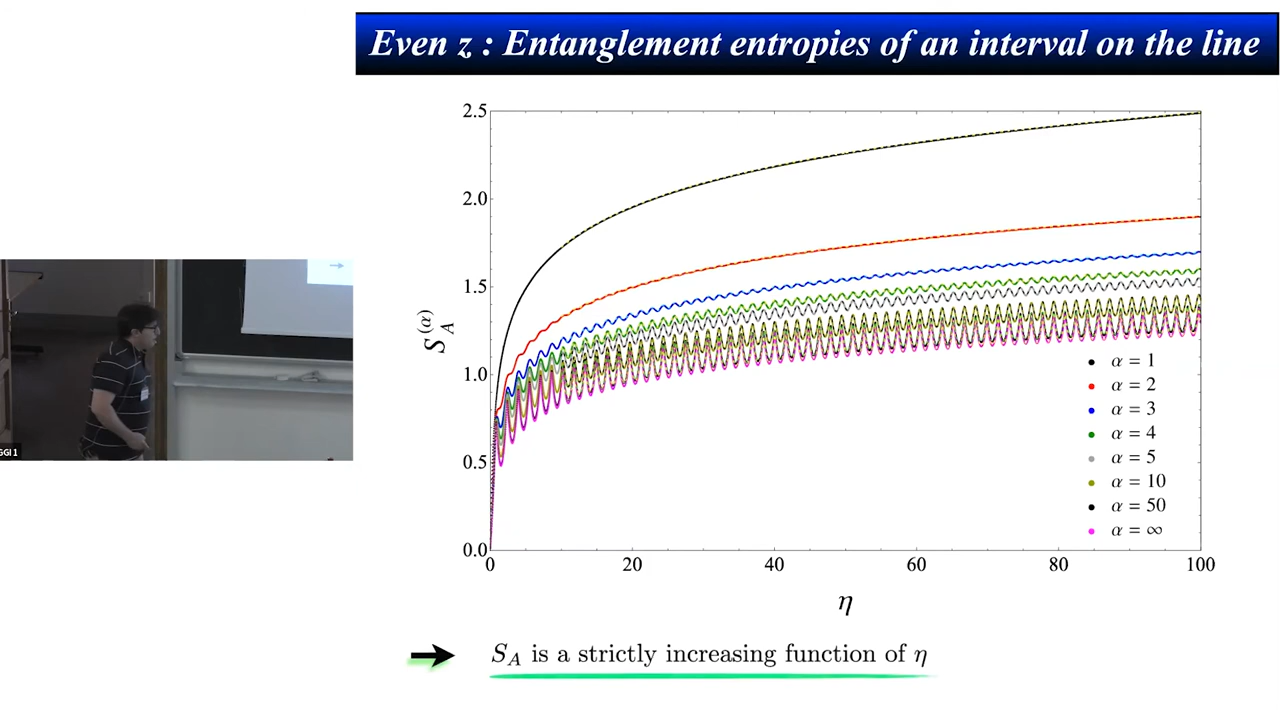 Even z : Entanglement entropies of an interval on the line
2.5
2.0
1.5
1.0
0.5
0.0
S_A^{(α)}
0 20 40 60 80 100
η
α = 1
α = 2
α = 3
α = 4
α = 5
α = 10
α = 50
α = ∞
S_A is a strictly increasing function of η
GGI 1